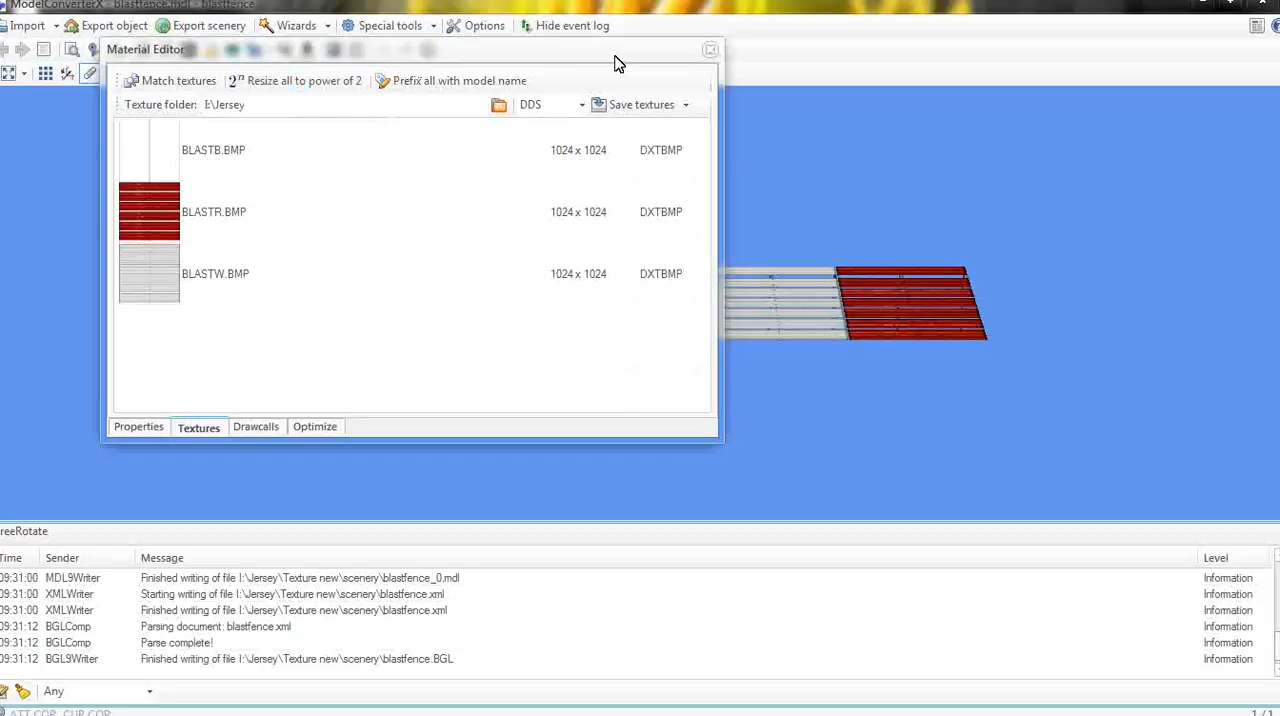 ModelConverterX - blastfence.mdl - blastfence
Import Export object Export scenery Wizards Special tools Options Hide event log
Material Editor
Match textures 2ⁿ Resize all to power of 2 Prefix all with model name
Texture folder: I:\Jersey DDS Save textures
BLASTB.BMP 1024 x 1024 DXTBMP
BLASTR.BMP 1024 x 1024 DXTBMP
BLASTW.BMP 1024 x 1024 DXTBMP
Properties Textures Drawcalls Optimize
reeRotate
Time Sender Message Level
09:31:00 MDL9Writer Finished writing of file I:\Jersey\Texture new\scenery\blastfence_0.mdl Information
09:31:00 XMLWriter Starting writing of file I:\Jersey\Texture new\scenery\blastfence.xml Information
09:31:00 XMLWriter Finished writing of file I:\Jersey\Texture new\scenery\blastfence.xml Information
09:31:12 BGLComp Parsing document: blastfence.xml Information
09:31:12 BGLComp Parse complete! Information
09:31:12 BGL9Writer Finished writing of file I:\Jersey\Texture new\scenery\blastfence.BGL Information
Any
1 / 1